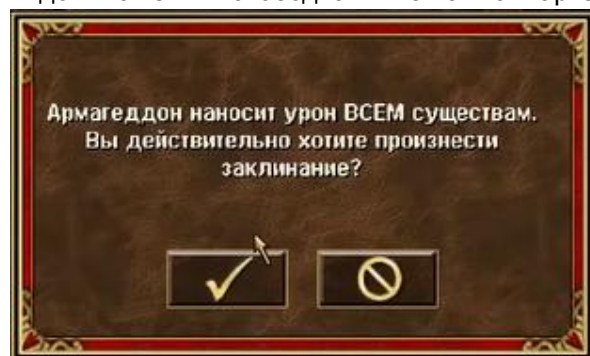 Армагеддон наносит урон ВСЕМ существам.
Вы действительно хотите произнести
заклинание?